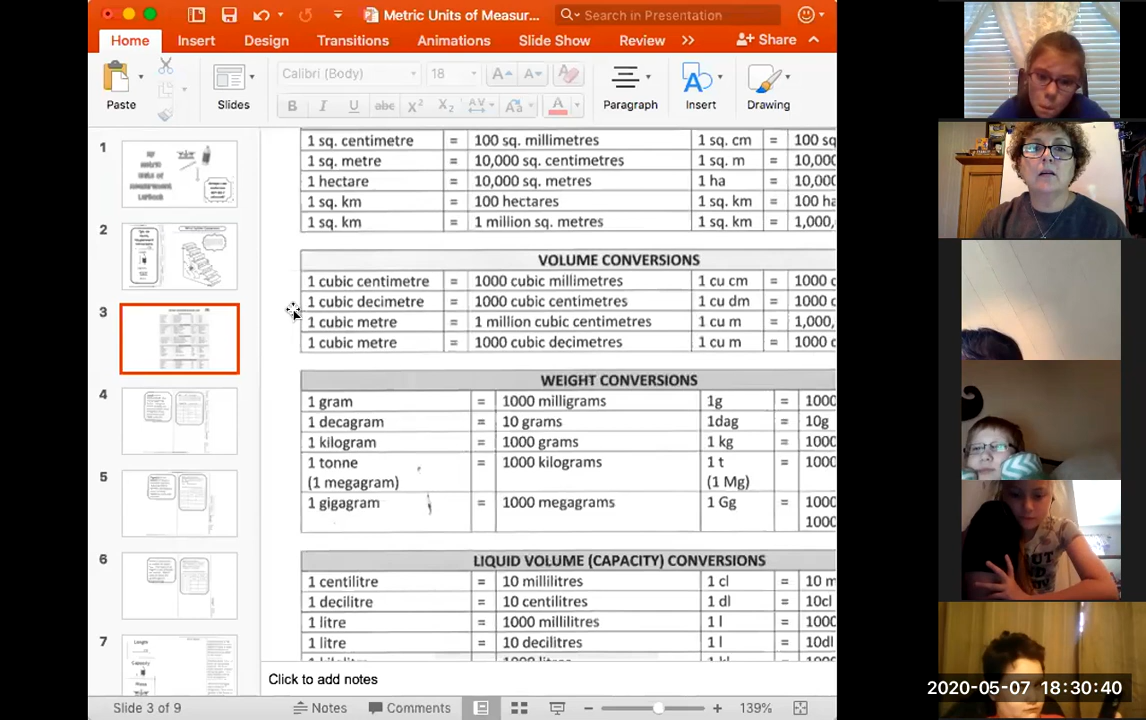 Metric Units of Measur...
Search in Presentation
Home Insert Design Transitions Animations Slide Show Review >> Share
Paste
Slides
Calibri (Body) 18
B I U abc X² X₂ AV Aa A
Paragraph
Insert
Drawing
1
2
3
4
5
6
7
Length
Capacity
1 sq. centimetre = 100 sq. millimetres 1 sq. cm = 100 sq
1 sq. metre = 10,000 sq. centimetres 1 sq. m = 10,000
1 hectare = 10,000 sq. metres 1 ha = 10,000
1 sq. km = 100 hectares 1 sq. km = 100 ha
1 sq. km = 1 million sq. metres 1 sq. km = 1,000,
VOLUME CONVERSIONS
1 cubic centimetre = 1000 cubic millimetres 1 cu cm = 1000 c
1 cubic decimetre = 1000 cubic centimetres 1 cu dm = 1000 c
1 cubic metre = 1 million cubic centimetres 1 cu m = 1,000,
1 cubic metre = 1000 cubic decimetres 1 cu m = 1000 c
WEIGHT CONVERSIONS
1 gram = 1000 milligrams 1g = 1000
1 decagram = 10 grams 1dag = 10g
1 kilogram = 1000 grams 1 kg = 1000
1 tonne = 1000 kilograms 1 t = 1000
(1 megagram) (1 Mg)
1 gigagram = 1000 megagrams 1 Gg = 1000
1000
LIQUID VOLUME (CAPACITY) CONVERSIONS
1 centilitre = 10 millilitres 1 cl = 10 m
1 decilitre = 10 centilitres 1 dl = 10cl
1 litre = 1000 millilitres 1 l = 1000
1 litre = 10 decilitres 1 l = 10dl
Click to add notes
Slide 3 of 9 Notes Comments 139%
2020-05-07 18:30:40